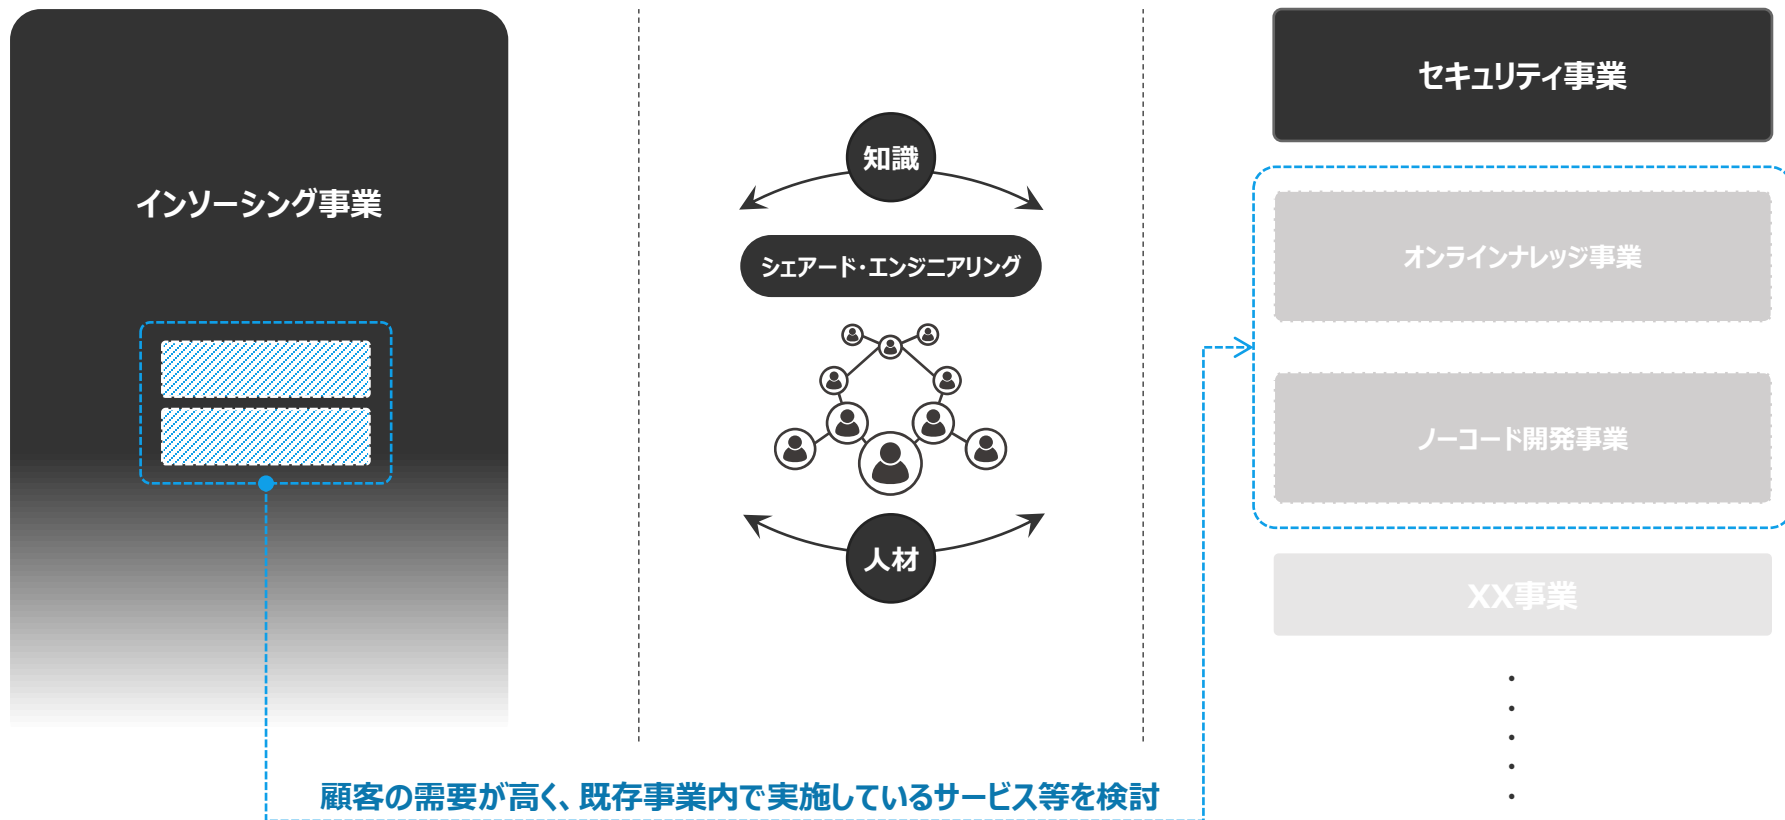 インソーシング事業
知識
シェアード・エンジニアリング
人材
セキュリティ事業
オンラインナレッジ事業
ノーコード開発事業
XX事業
・
・
・
・
・
顧客の需要が高く、既存事業内で実施しているサービス等を検討